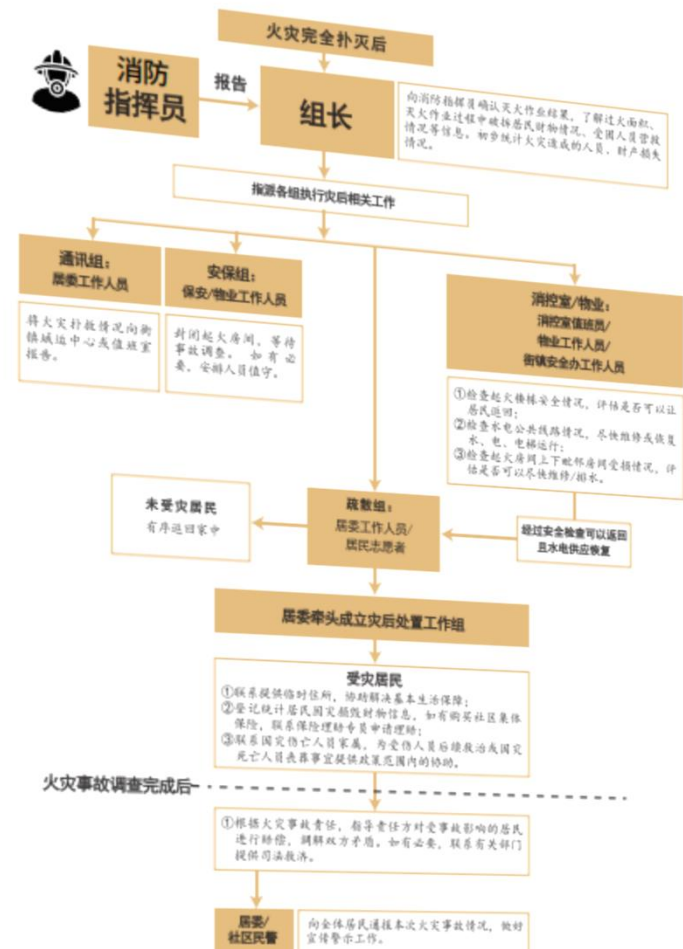 火灾完全扑灭后
消防
指挥员
报告
组长
向消防指挥员确认灭火作业结果，了解过火面积、
灭火作业过程中破拆居民财物情况、受困人员营救
情况等信息。初步统计火灾造成的人员、财产损失
情况。
指派各组执行灾后相关工作
通讯组：
居委工作人员
将火灾扑救情况向街
镇城运中心或值班室
报告。
安保组：
保安/物业工作人员
封闭起火房间，等待
事故调查。 如有必
要，安排人员值守。
消控室/物业：
消控室值班员/
物业工作人员/
街镇安全办工作人员
①检查起火楼栋安全情况，评估是否可以让
居民返回；
②检查水电公共线路情况，尽快维修或恢复
水、电、电梯运行；
③检查起火房间上下毗邻房间受损情况，评
估是否可以尽快维修/排水。
未受灾居民
有序返回家中
疏散组：
居委工作人员/
居民志愿者
经过安全检查可以返回
且水电供应恢复
居委牵头成立灾后处置工作组
受灾居民
①联系提供临时住所，协助解决基本生活保障；
②登记统计居民因灾损毁财物信息，如有购买社区集体
保险，联系保险理赔专员申请理赔；
③联系因灾伤亡人员家属，为受伤人员后续救治或因灾
死亡人员丧葬事宜提供政策范围内的协助。
火灾事故调查完成后
①根据火灾事故责任，指导责任方对受事故影响的居民
进行赔偿，调解双方矛盾。如有必要，联系有关部门
提供司法救济。
居委/
社区民警
向全体居民通报本次火灾事故情况，做好
宣传警示工作。